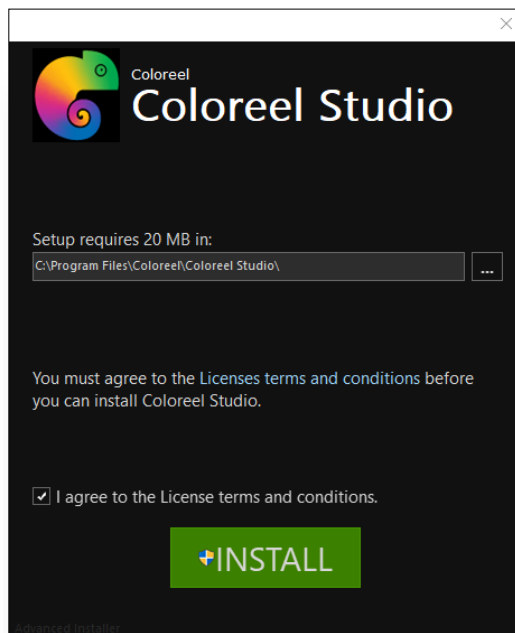 Coloreel
Coloreel Studio
Setup requires 20 MB in:
C:\Program Files\Coloreel\Coloreel Studio\
...
You must agree to the Licenses terms and conditions before
you can install Coloreel Studio.
I agree to the License terms and conditions.
INSTALL
Advanced Installer